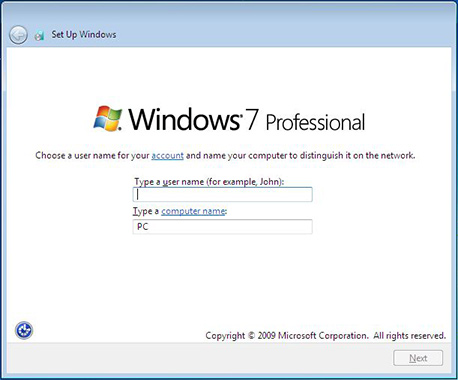 Set Up Windows
Windows 7 Professional
Choose a user name for your account and name your computer to distinguish it on the network.
Type a user name (for example, John):
Type a computer name:
PC
Copyright © 2009 Microsoft Corporation. All rights reserved.
Next